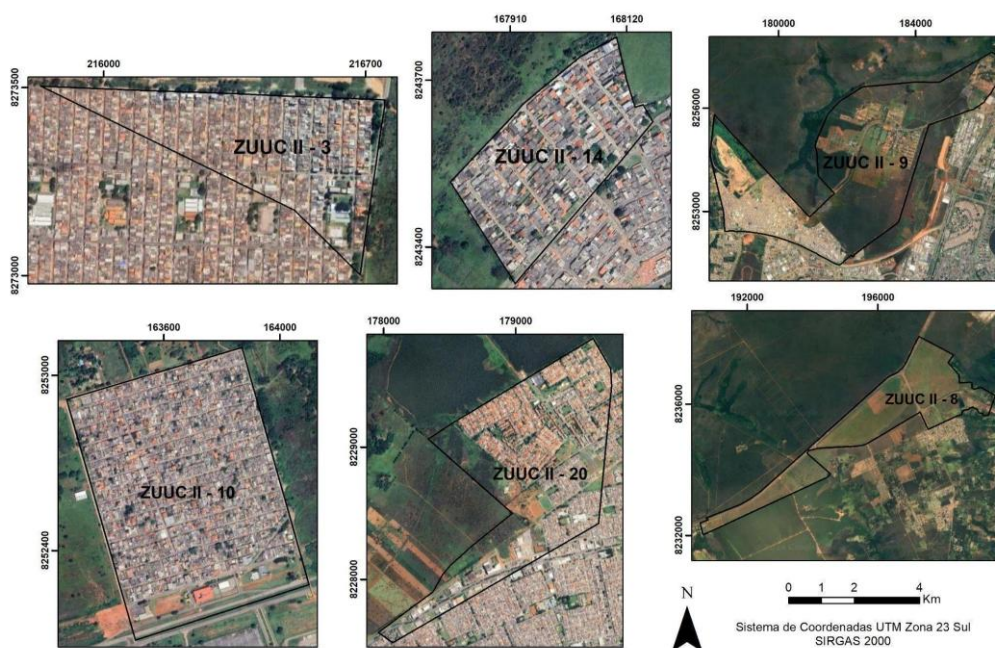 216000
216700
8273500
8273000
ZUUC II - 3
167910
168120
8243700
8243400
ZUUC II - 14
180000
184000
8256000
8253000
ZUUC II - 9
163600
164000
8253000
8252400
ZUUC II - 10
178000
179000
8229000
8228000
ZUUC II - 20
192000
196000
8236000
8232000
ZUUC II - 8
N
0 1 2 4
Km
Sistema de Coordenadas UTM Zona 23 Sul
SIRGAS 2000